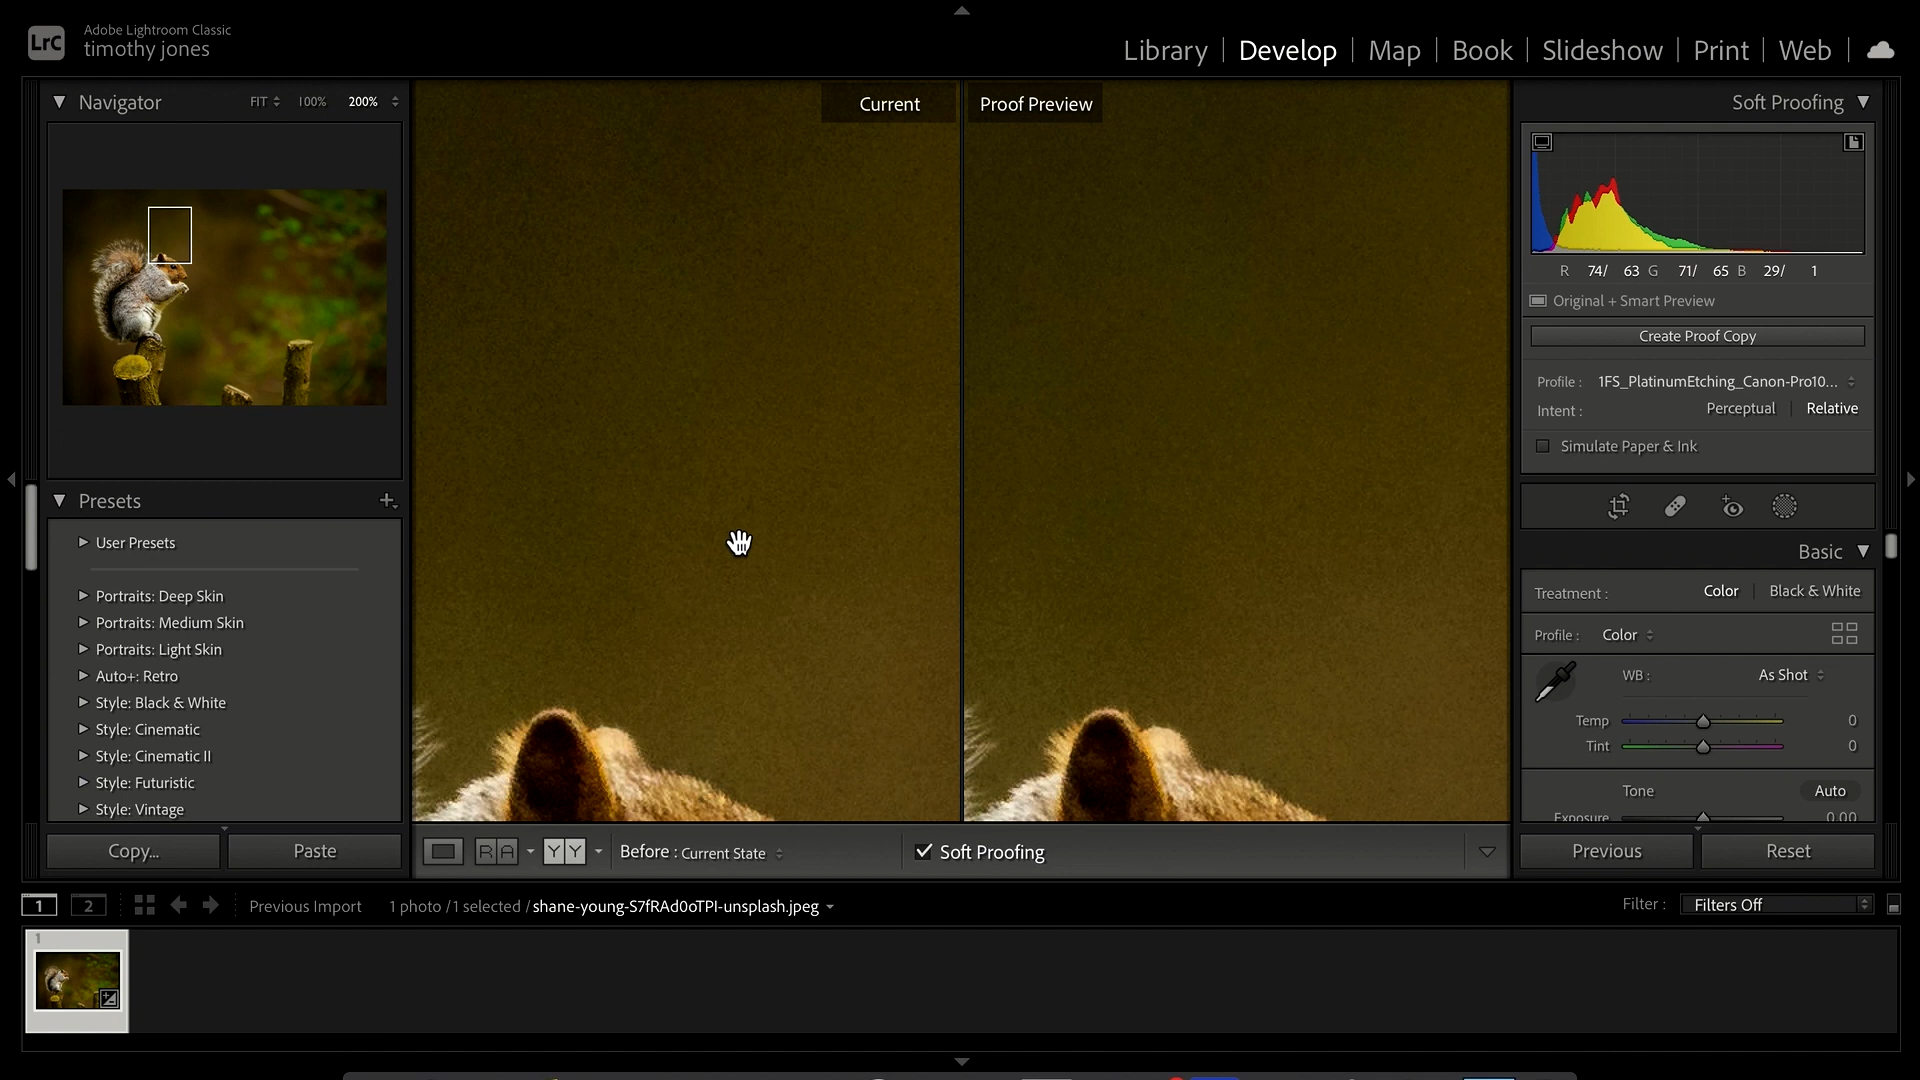 LrC
Adobe Lightroom Classic
timothy jones
Library | Develop | Map | Book | Slideshow | Print | Web
Navigator FIT 100% 200%
Current
Proof Preview
Soft Proofing
R 74/ 63 G 71/ 65 B 29/ 1
Original + Smart Preview
Create Proof Copy
Profile : 1FS_PlatinumEtching_Canon-Pro10...
Intent : Perceptual | Relative
Simulate Paper & Ink
Presets
User Presets
Portraits: Deep Skin
Portraits: Medium Skin
Portraits: Light Skin
Auto+: Retro
Style: Black & White
Style: Cinematic
Style: Cinematic II
Style: Futuristic
Style: Vintage
Basic
Treatment : Color | Black & White
Profile : Color
WB : As Shot
Temp 0
Tint 0
Tone Auto
Exposure 0.00
Copy... Paste
R A Y Y Before : Current State Soft Proofing
Previous Reset
1 2 Previous Import 1 photo / 1 selected / shane-young-S7fRAd0oTPI-unsplash.jpeg
Filter : Filters Off
1